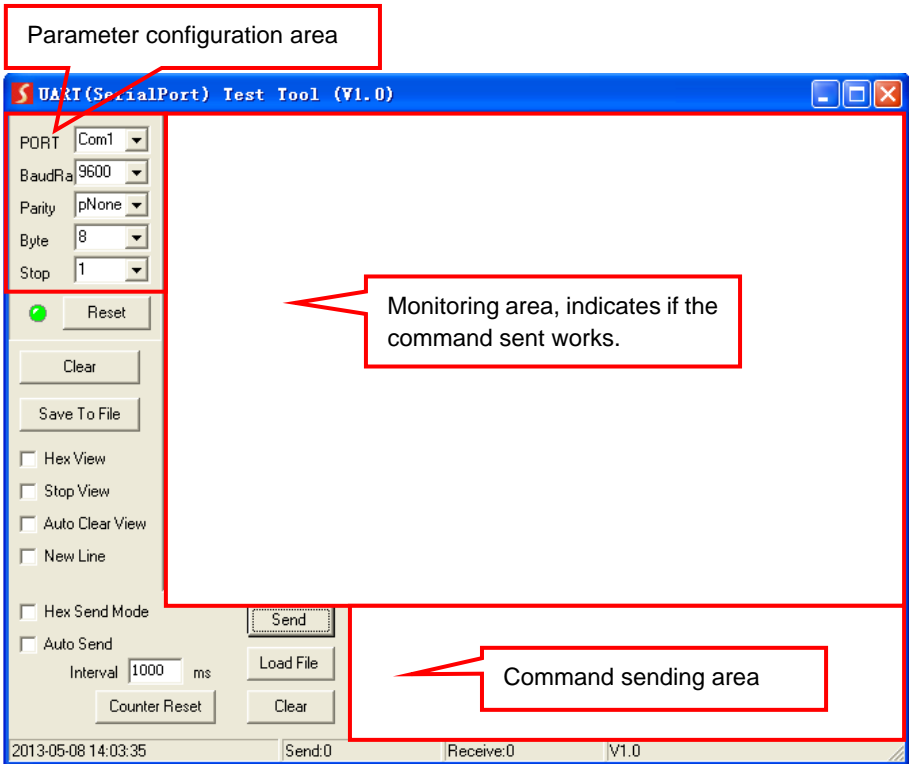 Parameter configuration area
UART(SerialPort) Test Tool (V1.0)
PORT Com1
BaudRa 9600
Parity pNone
Byte 8
Stop 1
Reset
Monitoring area, indicates if the
command sent works.
Clear
Save To File
Hex View
Stop View
Auto Clear View
New Line
Hex Send Mode
Send
Auto Send
Interval 1000 ms
Load File
Command sending area
Counter Reset
Clear
2013-05-08 14:03:35 Send:0 Receive:0 V1.0